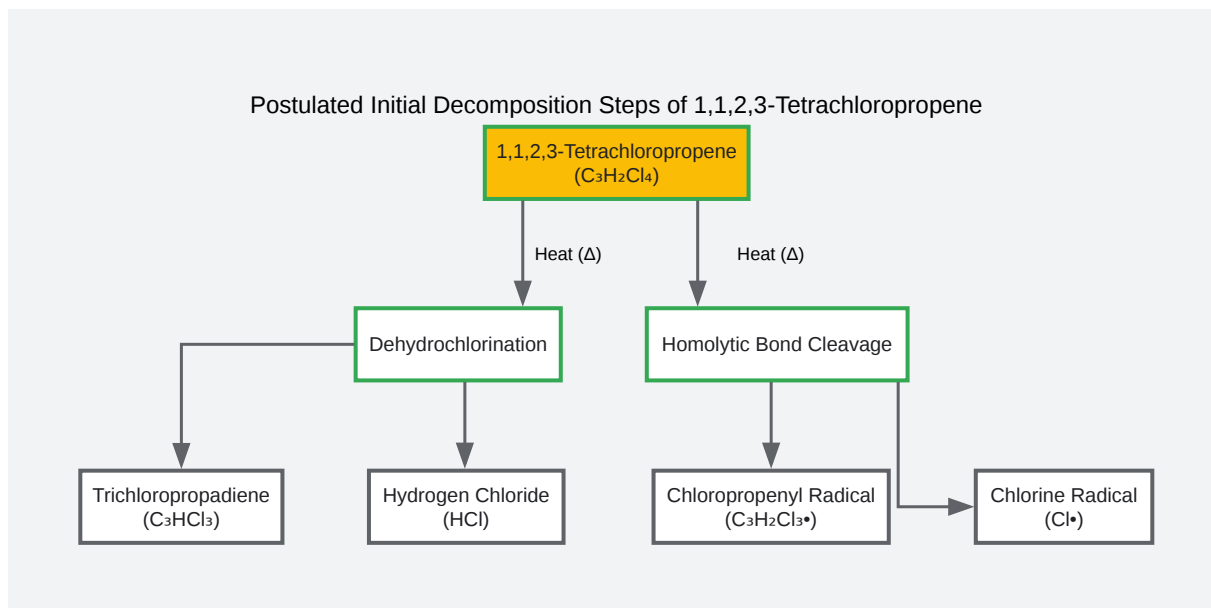 Postulated Initial Decomposition Steps of 1,1,2,3-Tetrachloropropene
1,1,2,3-Tetrachloropropene
(C₃H₂Cl₄)
Heat (Δ)
Heat (Δ)
Dehydrochlorination
Homolytic Bond Cleavage
Trichloropropadiene
(C₃HCl₃)
Hydrogen Chloride
(HCl)
Chloropropenyl Radical
(C₃H₂Cl₃•)
Chlorine Radical
(Cl•)